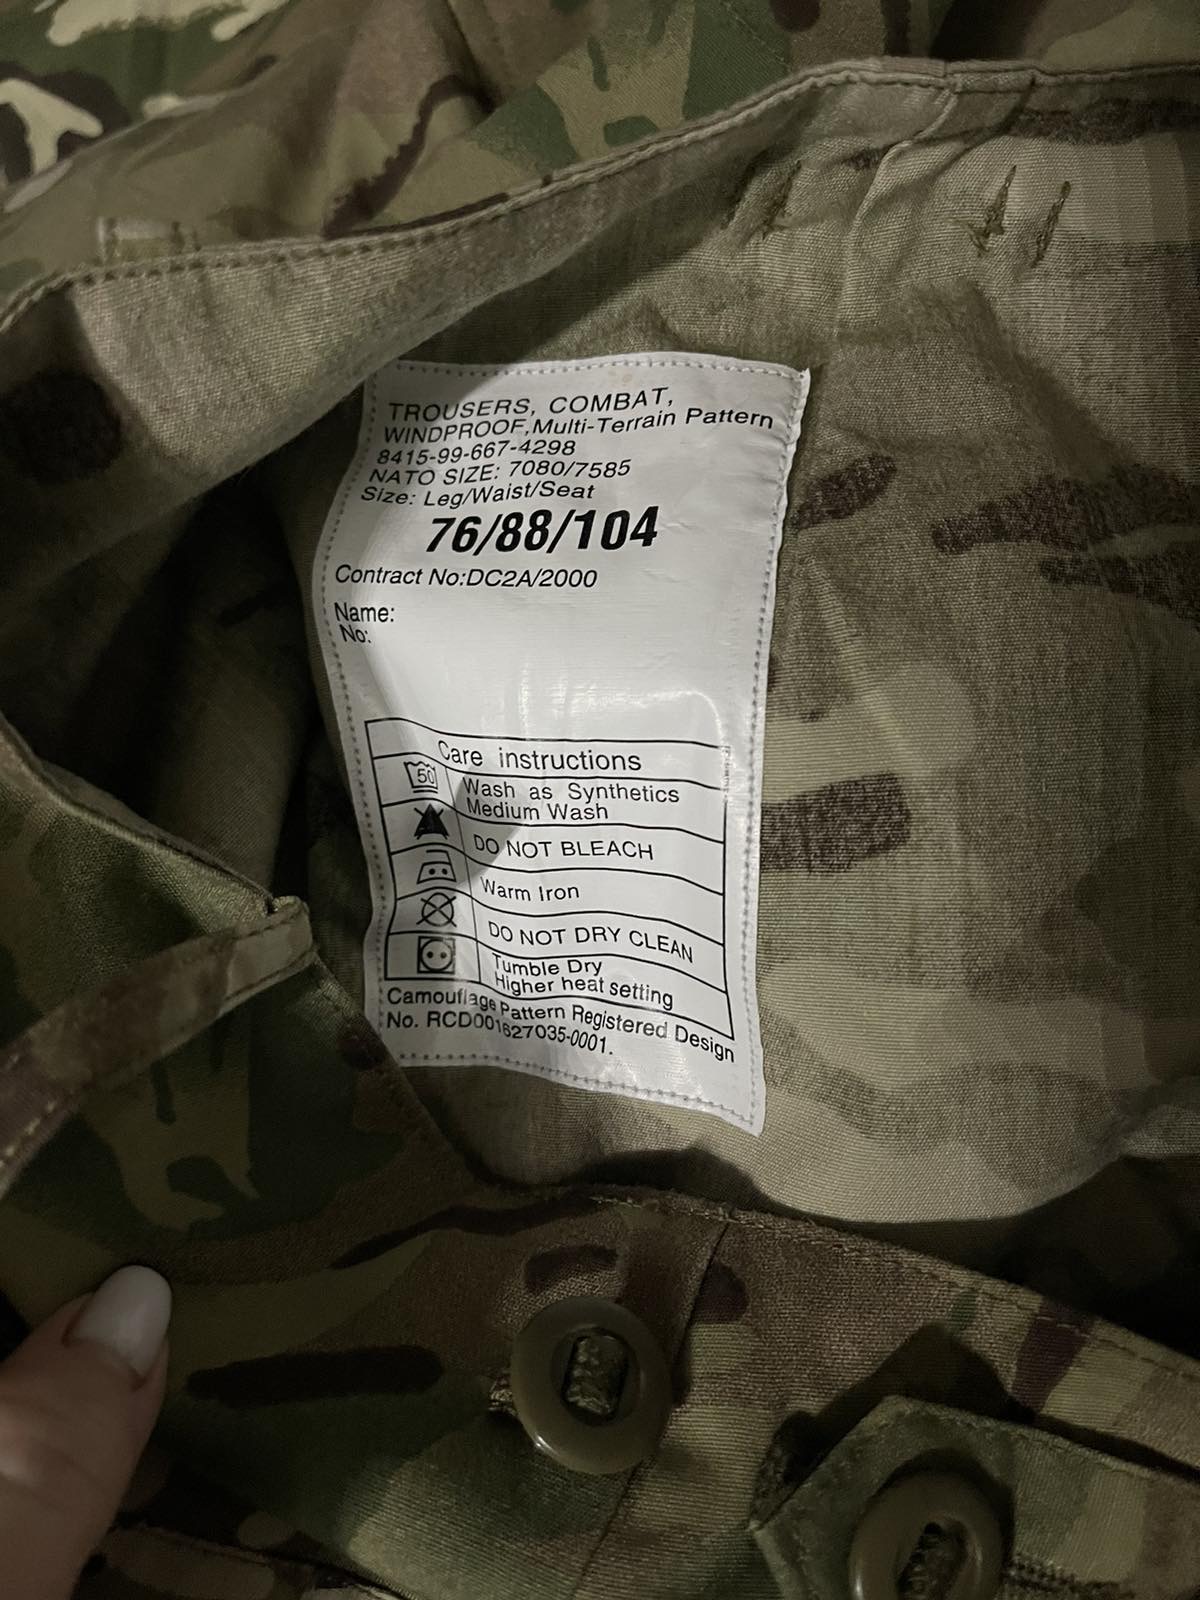 TROUSERS, COMBAT,
WINDPROOF,Multi-Terrain Pattern
8415-99-667-4298
NATO SIZE: 7080/7585
Size: Leg/Waist/Seat
76/88/104
Contract No:DC2A/2000
Name:
No:
Care instructions
50
Wash as Synthetics
Medium Wash
DO NOT BLEACH
Warm Iron
DO NOT DRY CLEAN
Tumble Dry
Higher heat setting
Camouflage Pattern Registered Design
No. RCD001627035-0001.